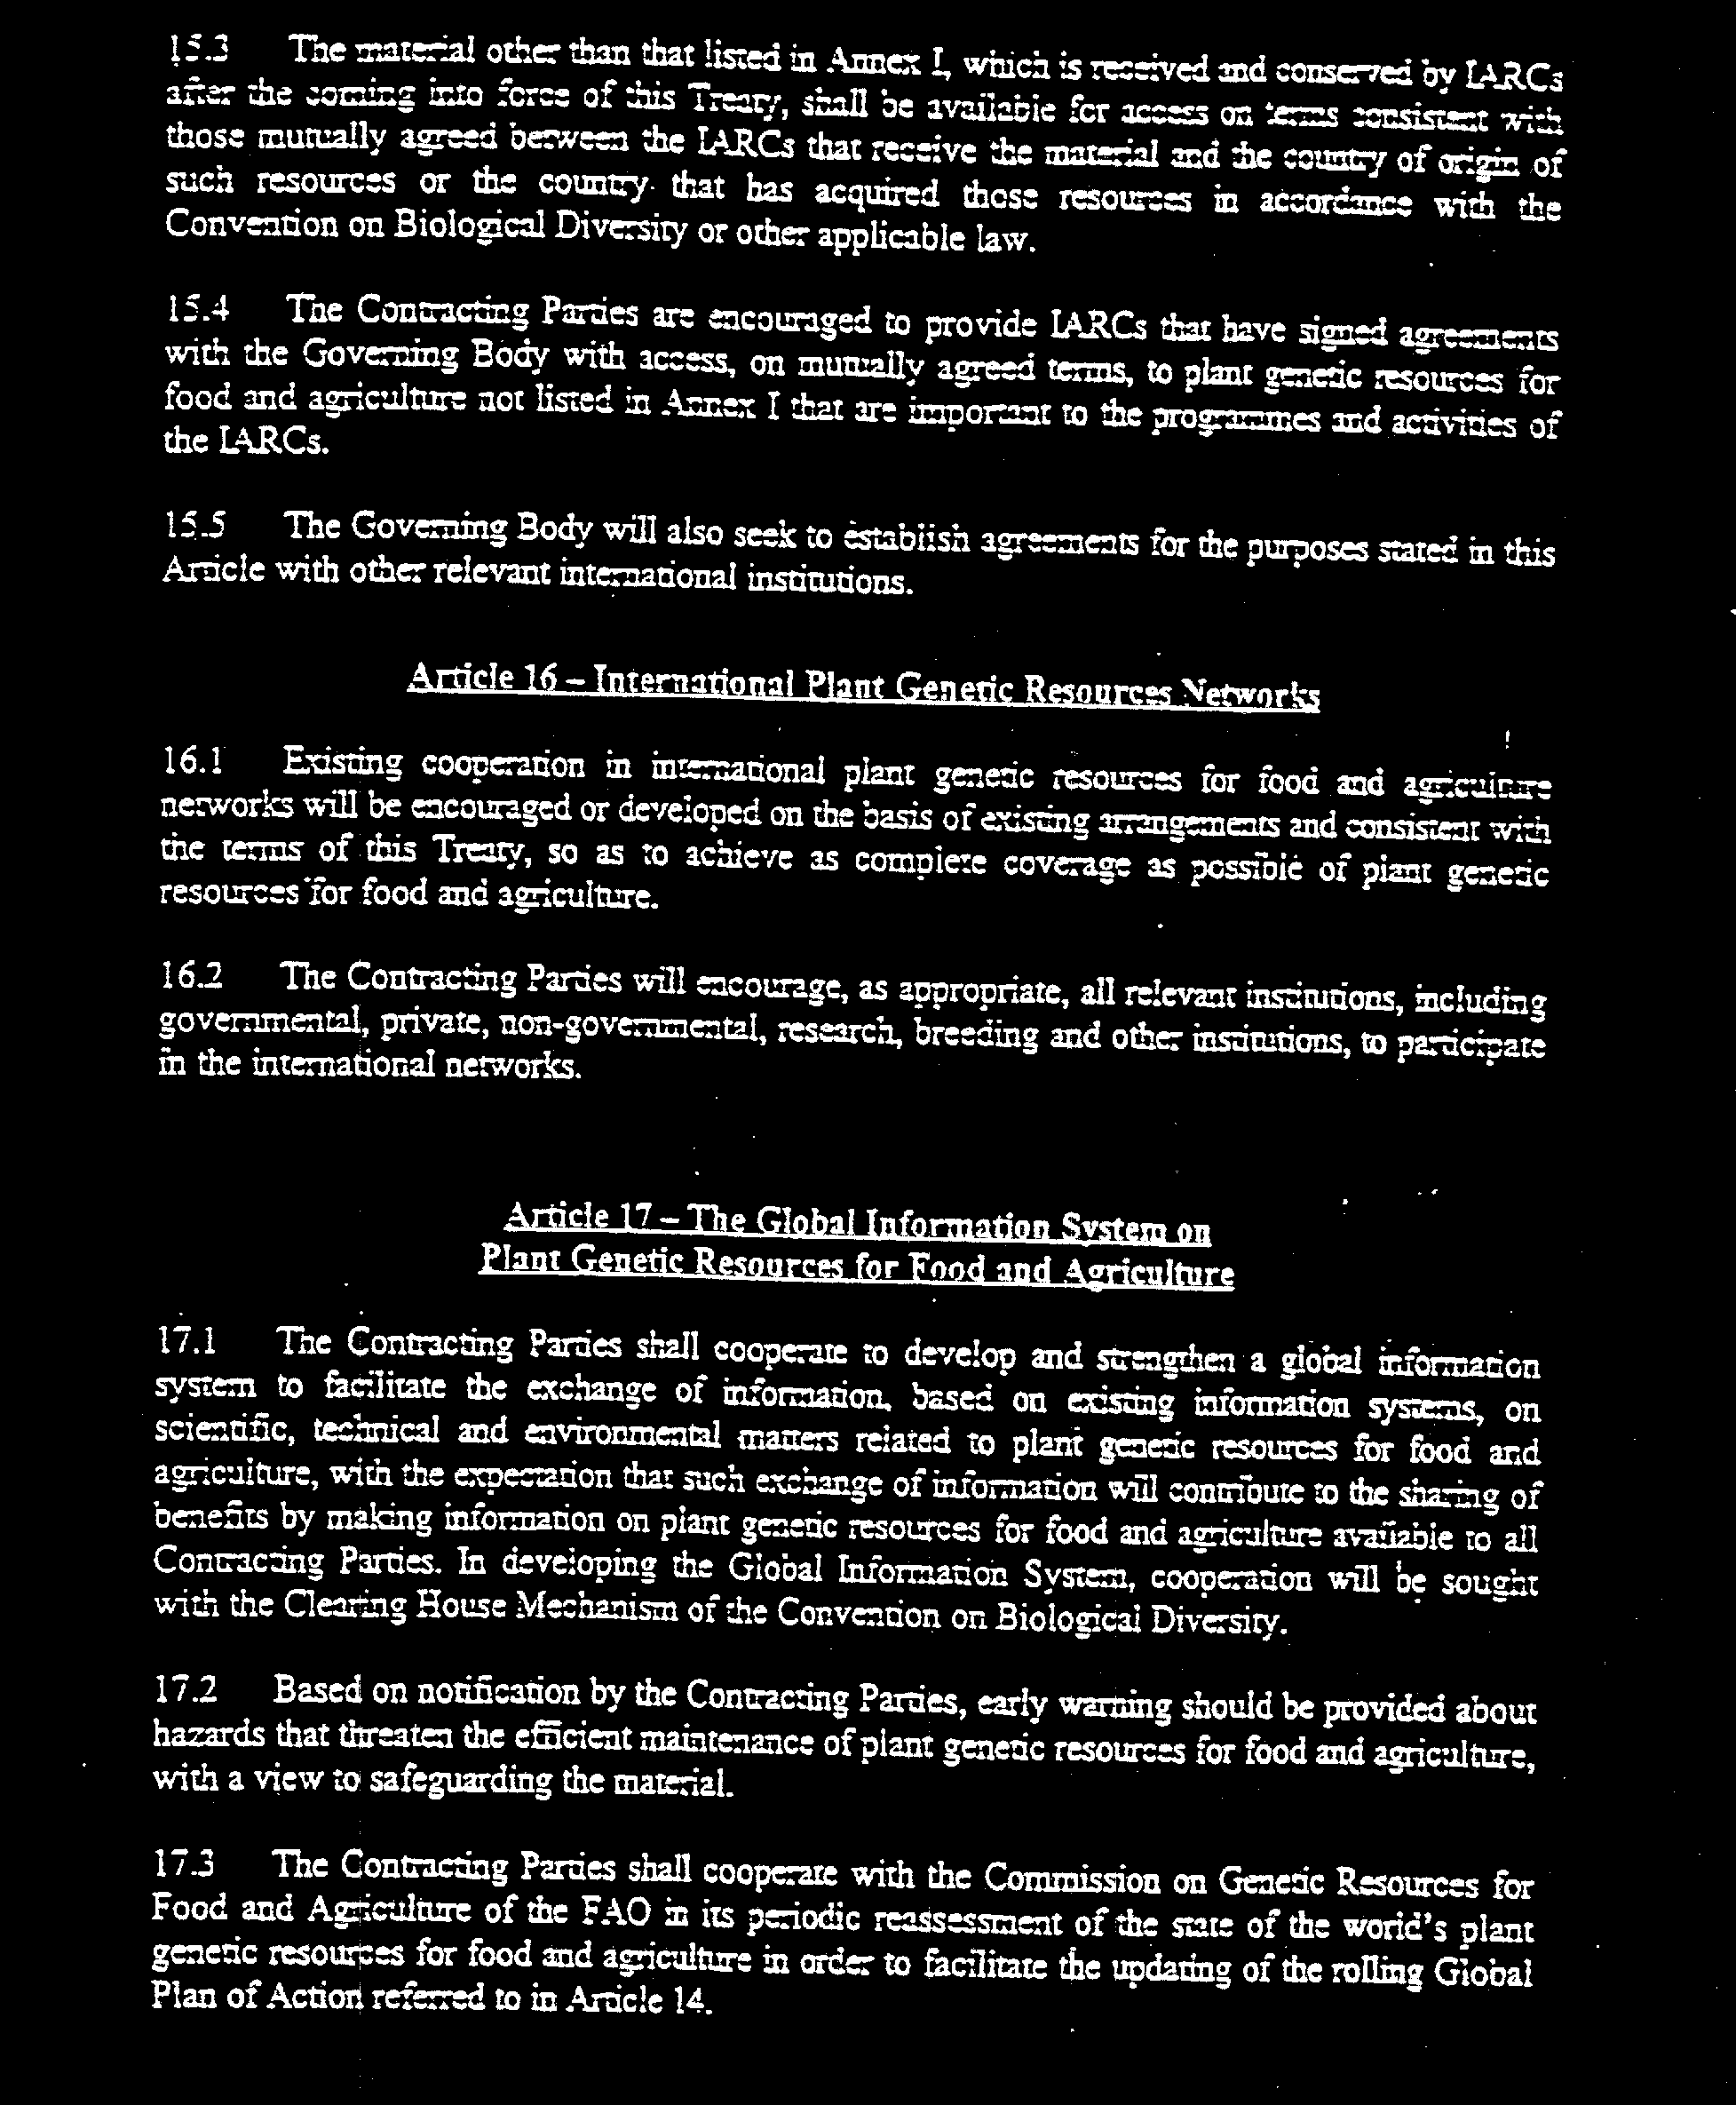 15.3 The material other than that listed in Annex I, which is received and conserved by IARCs
after the coming into force of this Treaty, shall be available for access on terms consistent with
those mutually agreed between the IARCs that receive the material and the country of origin of
such resources or the country that has acquired those resources in accordance with the
Convention on Biological Diversity or other applicable law.
15.4 The Contracting Parties are encouraged to provide IARCs that have signed agreements
with the Governing Body with access, on mutually agreed terms, to plant genetic resources for
food and agriculture not listed in Annex I that are important to the programmes and activities of
the IARCs.
15.5 The Governing Body will also seek to establish agreements for the purposes stated in this
Article with other relevant international institutions.
Article 16 – International Plant Genetic Resources Networks
16.1 Existing cooperation in international plant genetic resources for food and agriculture
networks will be encouraged or developed on the basis of existing arrangements and consistent with
the terms of this Treaty, so as to achieve as complete coverage as possible of plant genetic
resources for food and agriculture.
16.2 The Contracting Parties will encourage, as appropriate, all relevant institutions, including
governmental, private, non-governmental, research, breeding and other institutions, to participate
in the international networks.
Article 17 – The Global Information System on
Plant Genetic Resources for Food and Agriculture
17.1 The Contracting Parties shall cooperate to develop and strengthen a global information
system to facilitate the exchange of information, based on existing information systems, on
scientific, technical and environmental matters related to plant genetic resources for food and
agriculture, with the expectation that such exchange of information will contribute to the sharing of
benefits by making information on plant genetic resources for food and agriculture available to all
Contracting Parties. In developing the Global Information System, cooperation will be sought
with the Clearing House Mechanism of the Convention on Biological Diversity.
17.2 Based on notification by the Contracting Parties, early warning should be provided about
hazards that threaten the efficient maintenance of plant genetic resources for food and agriculture,
with a view to safeguarding the material.
17.3 The Contracting Parties shall cooperate with the Commission on Genetic Resources for
Food and Agriculture of the FAO in its periodic reassessment of the state of the world's plant
genetic resources for food and agriculture in order to facilitate the updating of the rolling Global
Plan of Action referred to in Article 14.